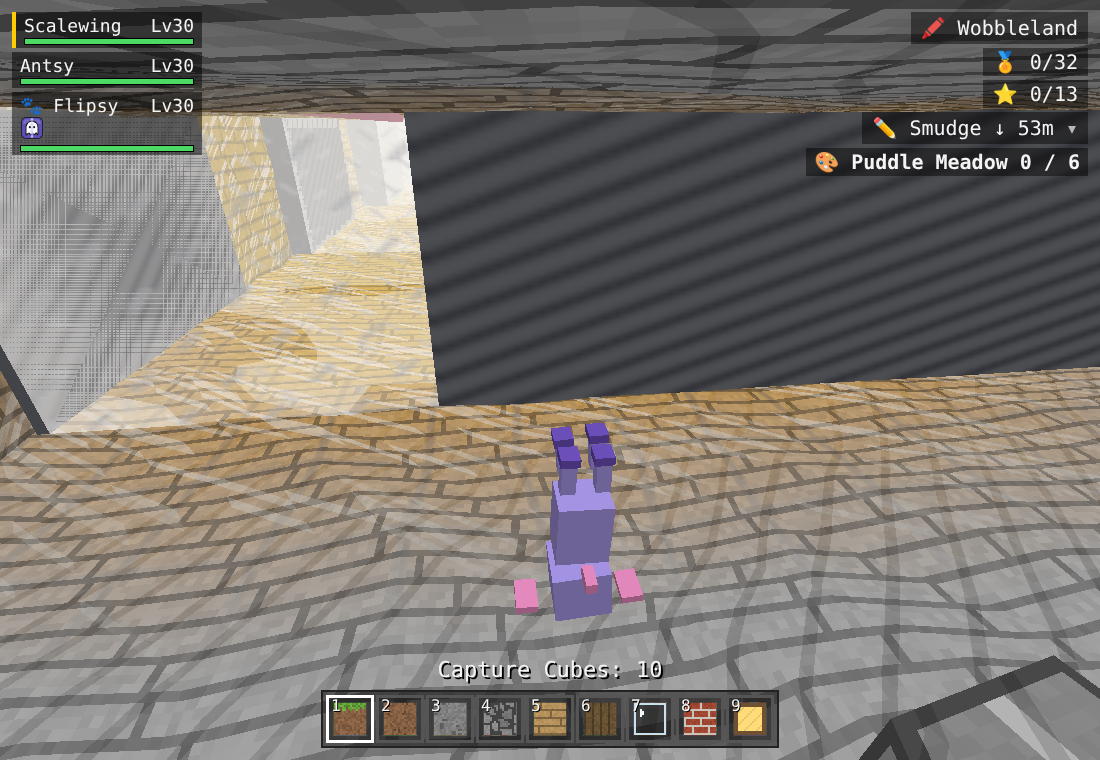 Scalewing Lv30
Antsy Lv30
Flipsy Lv30
Wobbleland
0/32
0/13
Smudge ↓ 53m ▾
Puddle Meadow 0 / 6
Capture Cubes: 10
1 2 3 4 5 6 7 8 9